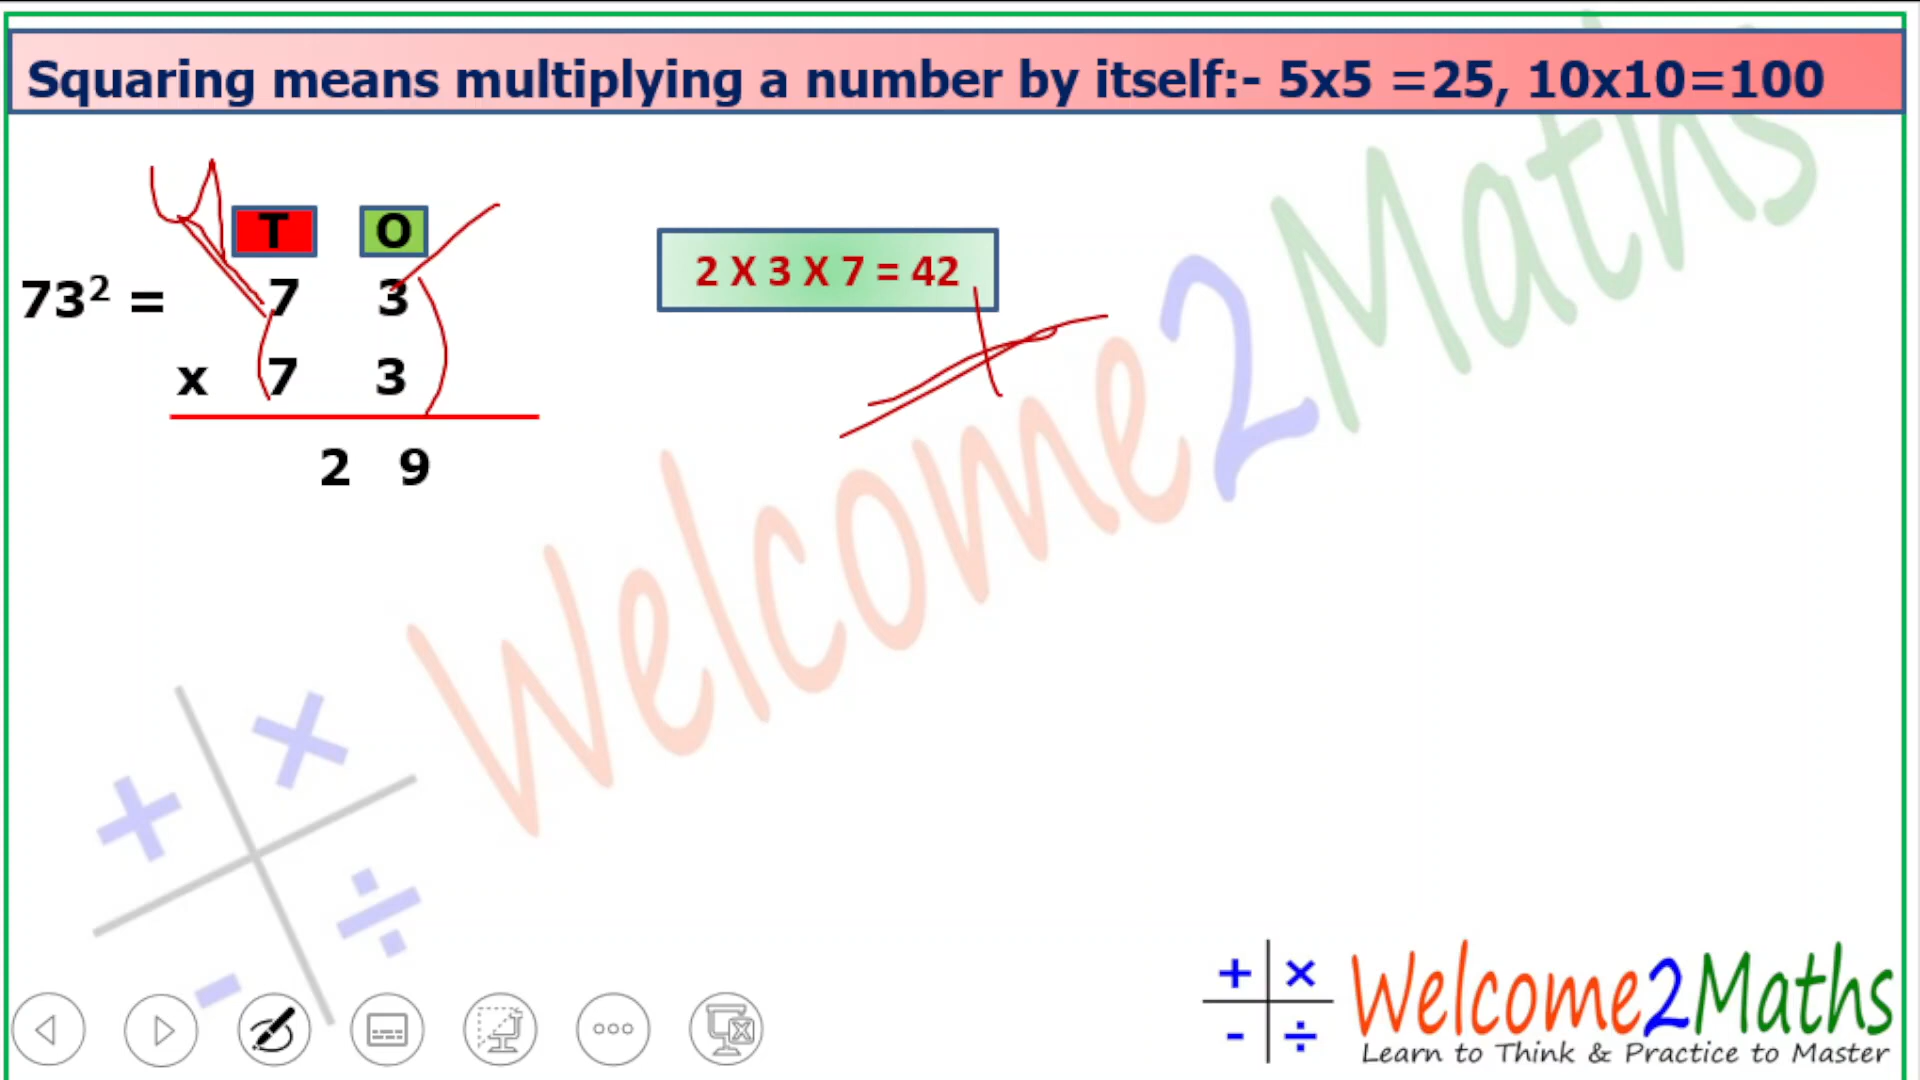 Squaring means multiplying a number by itself:- 5x5 =25, 10x10=100
T O
73² = 7 3
x 7 3
2 9
2 X 3 X 7 = 42
Welcome2Maths
+ ×
- ÷
+ ×
- ÷
Welcome2Maths
Learn to Think & Practice to Master